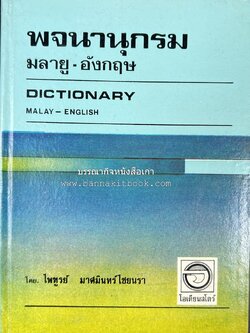 พจนานุกรม
มลายู - อังกฤษ
DICTIONARY
MALAY – ENGLISH
บรรณากิจหนังสือเก่า
www.bannakitbook.com
โดย. ไพฑูรย์ มาศมินทร์ไชยนรา
โอเดียนสโตร์